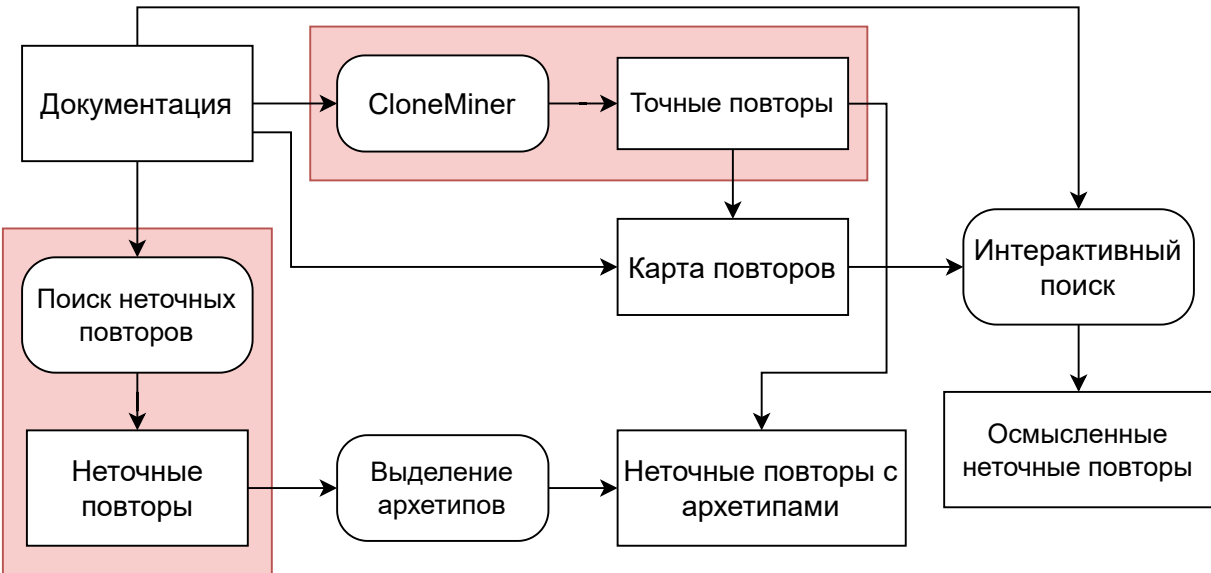 Документация
CloneMiner
Точные повторы
Карта повторов
Интерактивный
поиск
Поиск неточных
повторов
Осмысленные
неточные повторы
Неточные
повторы
Выделение
архетипов
Неточные повторы с
архетипами